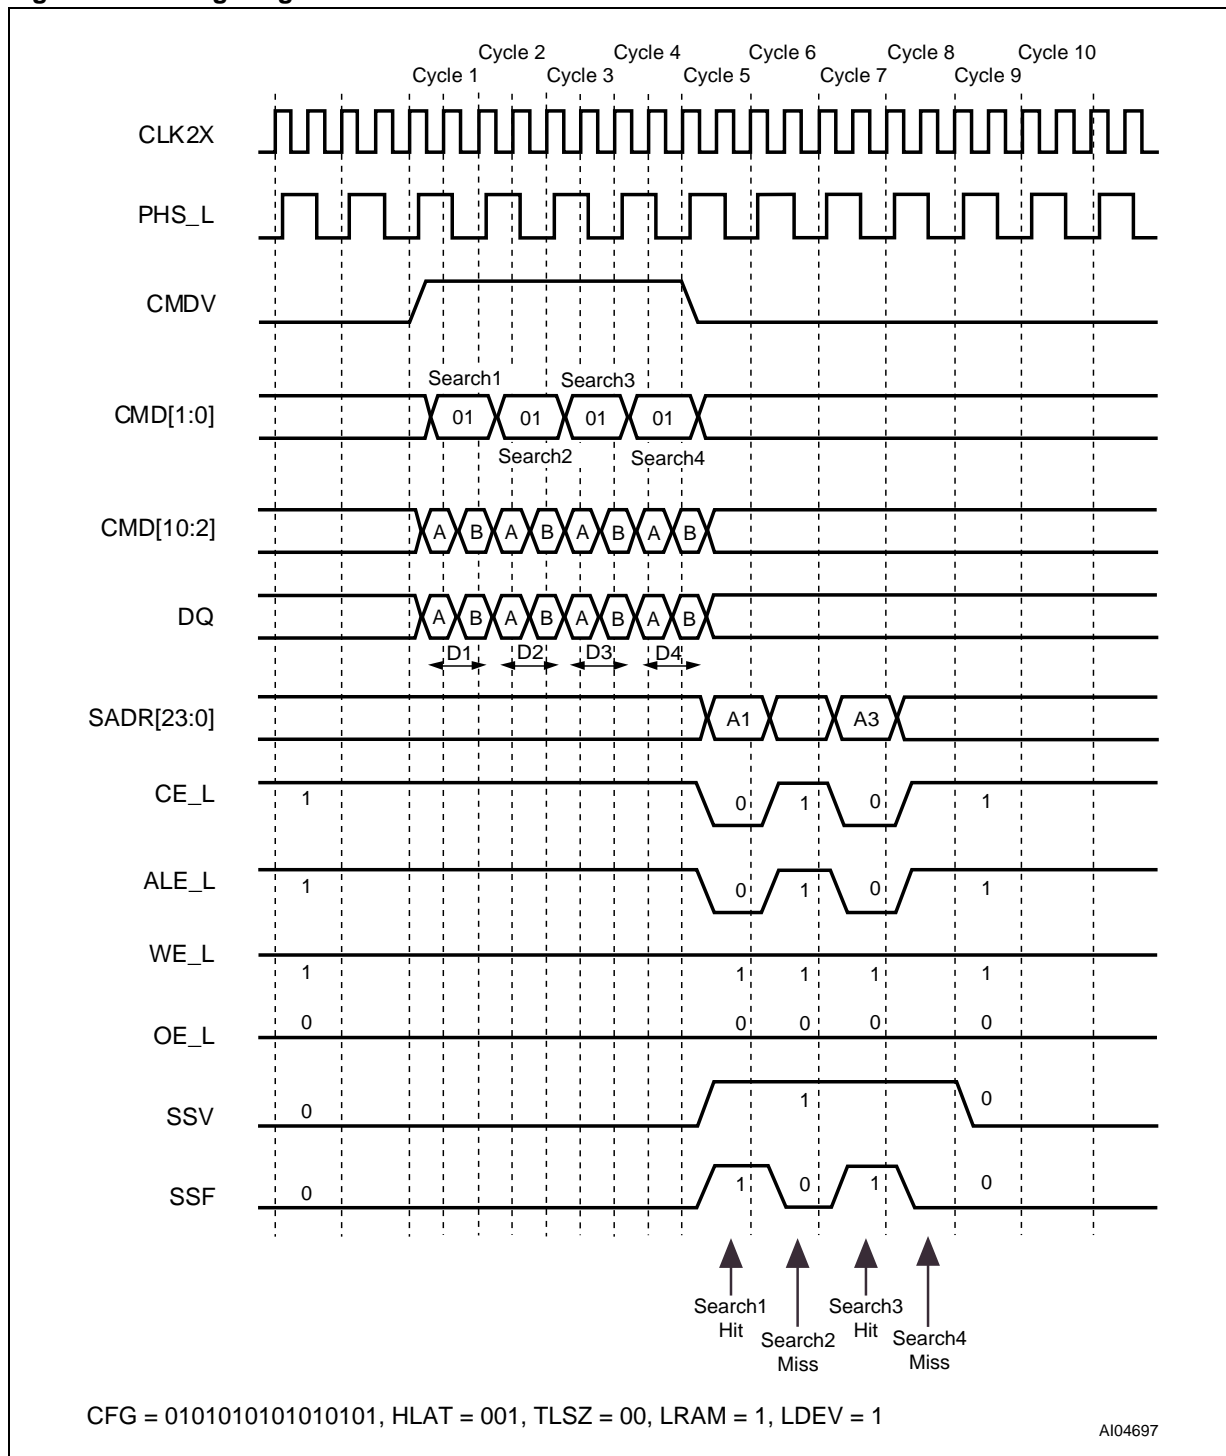 Cycle 2 Cycle 4 Cycle 6 Cycle 8 Cycle 10
Cycle 1 Cycle 3 Cycle 5 Cycle 7 Cycle 9
CLK2X
PHS_L
CMDV
Search1 Search3
CMD[1:0] 01 01 01 01
Search2 Search4
CMD[10:2] A B A B A B A B
DQ A B A B A B A B
D1 D2 D3 D4
SADR[23:0] A1 A3
CE_L 1 0 1 0 1
ALE_L 1 0 1 0 1
WE_L
1 1 1 1 1
0 0 0 0 0
OE_L
SSV 0 1 0
SSF 0 1 0 1 0
Search1 Hit
Search2 Miss
Search3 Hit
Search4 Miss
CFG = 0101010101010101, HLAT = 001, TLSZ = 00, LRAM = 1, LDEV = 1
AI04697